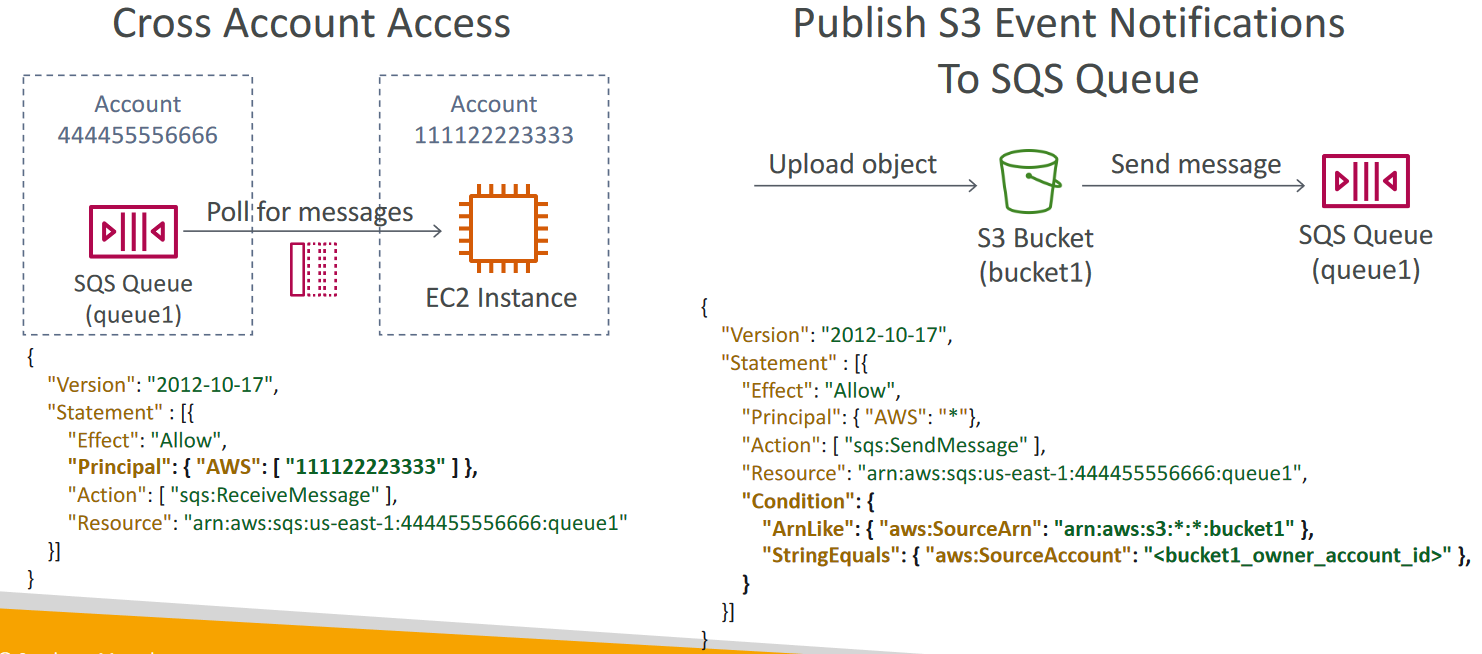 Cross Account Access
Account
444455556666
Account
111122223333
Poll for messages
SQS Queue
(queue1)
EC2 Instance
{
"Version": "2012-10-17",
"Statement" : [{
"Effect": "Allow",
"Principal": { "AWS": [ "111122223333" ] },
"Action": [ "sqs:ReceiveMessage" ],
"Resource": "arn:aws:sqs:us-east-1:444455556666:queue1"
}]
}
Publish S3 Event Notifications
To SQS Queue
Upload object
Send message
S3 Bucket
(bucket1)
SQS Queue
(queue1)
{
"Version": "2012-10-17",
"Statement" : [{
"Effect": "Allow",
"Principal": { "AWS": "*"},
"Action": [ "sqs:SendMessage" ],
"Resource": "arn:aws:sqs:us-east-1:444455556666:queue1",
"Condition": {
"ArnLike": { "aws:SourceArn": "arn:aws:s3:*:*:bucket1" },
"StringEquals": { "aws:SourceAccount": "<bucket1_owner_account_id>" },
}
}]
}